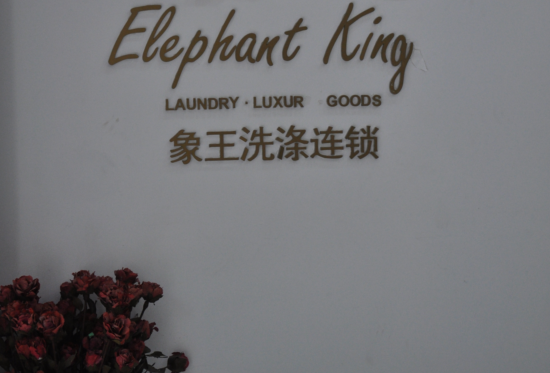 Elephant King
LAUNDRY · LUXUR GOODS
象王洗涤连锁